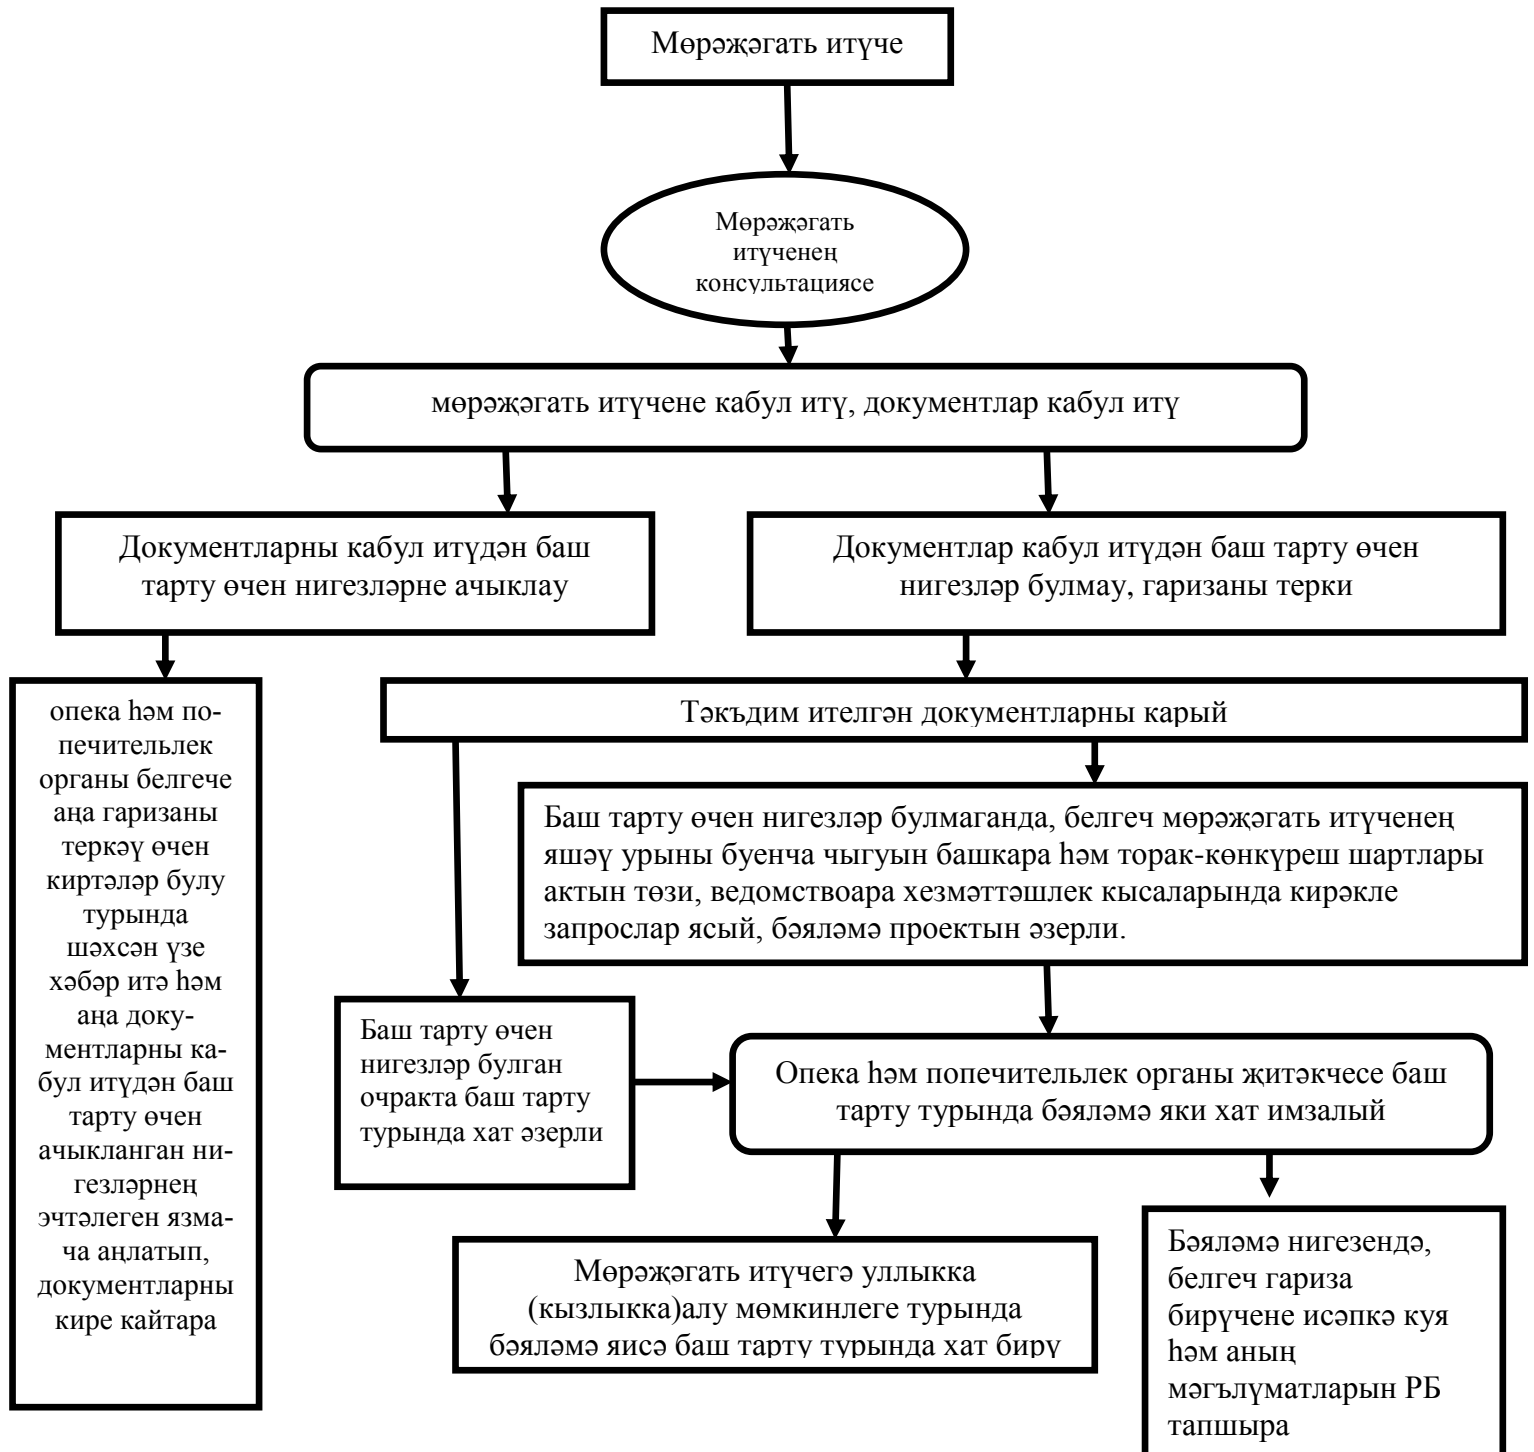 Мөрәҗәгать итүче
Мөрәҗәгать
итүченең
консультациясе
мөрәҗәгать итүчене кабул итү, документлар кабул итү
Документларны кабул итүдән баш
тарту өчен нигезләрне ачыклау
Документлар кабул итүдән баш тарту өчен
нигезләр булмау, гаризаны терки
опека һәм по-
печительлек
органы белгече
аңа гаризаны
теркәү өчен
киртәләр булу
турында
шәхсән үзе
хәбәр итә һәм
аңа доку-
ментларны ка-
бул итүдән баш
тарту өчен
ачыкланган ни-
гезләрнең
эчтәлеген язма-
ча аңлатып,
документларны
кире кайтара
Тәкъдим ителгән документларны карый
Баш тарту өчен нигезләр булмаганда, белгеч мөрәҗәгать итүченең
яшәү урыны буенча чыгуын башкара һәм торак-көнкүреш шартлары
актын төзи, ведомствоара хезмәттәшлек кысаларында кирәкле
запрослар ясый, бәяләмә проектын әзерли.
Баш тарту өчен
нигезләр булган
очракта баш тарту
турында хат әзерли
Опека һәм попечительлек органы җитәкчесе баш
тарту турында бәяләмә яки хат имзалый
Мөрәҗәгать итүчегә уллыкка
(кызлыкка)алу мөмкинлеге турында
бәяләмә яисә баш тарту турында хат бирү
Бәяләмә нигезендә,
белгеч гариза
бирүчене исәпкә куя
һәм аның
мәгълүматларын РБ
тапшыра